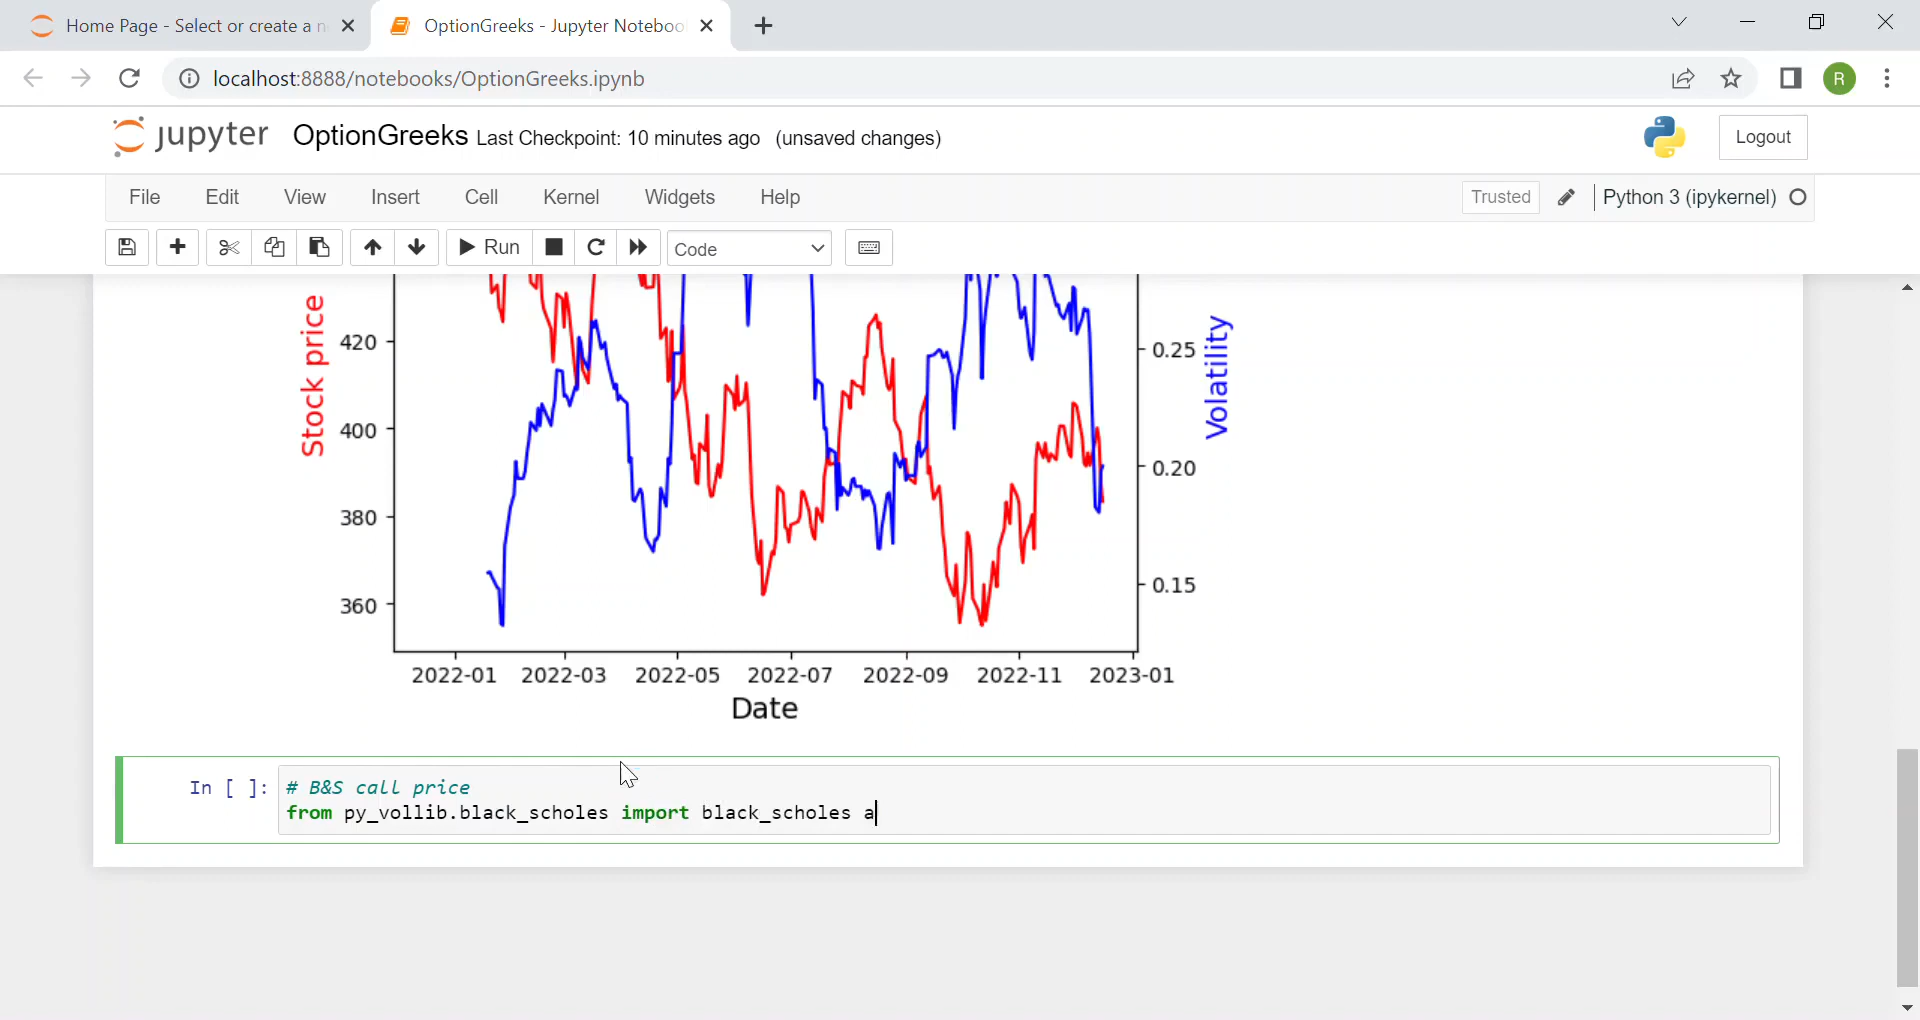 Home Page - Select or create a n
OptionGreeks - Jupyter Noteboo
localhost:8888/notebooks/OptionGreeks.ipynb
R
jupyter OptionGreeks Last Checkpoint: 10 minutes ago (unsaved changes)
Logout
File Edit View Insert Cell Kernel Widgets Help
Trusted Python 3 (ipykernel)
Run Code
Stock price
420
400
380
360
0.25
0.20
0.15
Volatility
2022-01 2022-03 2022-05 2022-07 2022-09 2022-11 2023-01
Date
In [ ]: # B&S call price
from py_vollib.black_scholes import black_scholes a